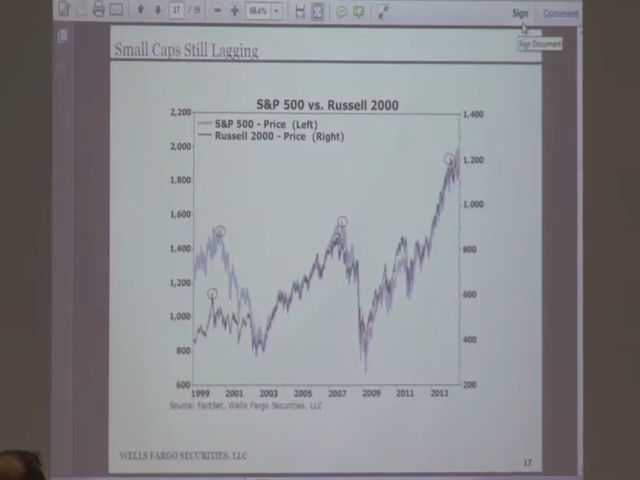 17 / 55 68.4% Sign Comment
Sign Document
Small Caps Still Lagging
S&P 500 vs. Russell 2000
2,200 1,400
S&P 500 - Price (Left)
Russell 2000 - Price (Right)
2,000
1,200
1,800
1,000
1,600
1,400 800
1,200 600
1,000
400
800
600 200
1999 2001 2003 2005 2007 2009 2011 2013
Source: FactSet, Wells Fargo Securities, LLC
WELLS FARGO SECURITIES, LLC
17